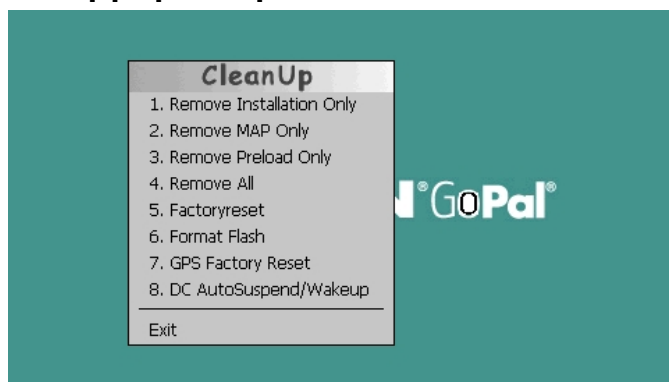 CleanUp
1. Remove Installation Only
2. Remove MAP Only
3. Remove Preload Only
4. Remove All
5. Factoryreset
6. Format Flash
7. GPS Factory Reset
8. DC AutoSuspend/Wakeup
Exit
N®GoPal®